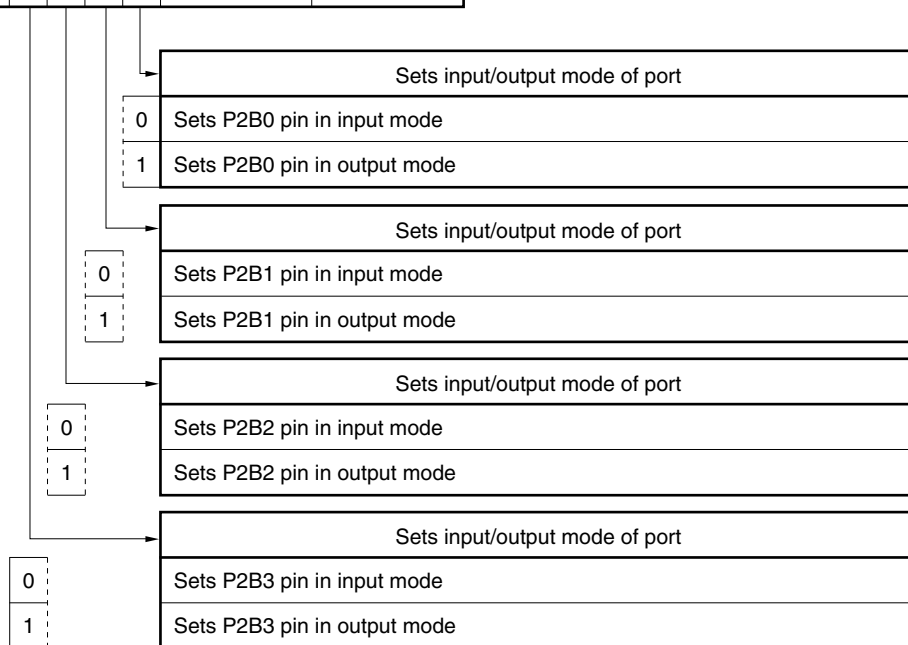 Sets input/output mode of port
0 Sets P2B0 pin in input mode
1 Sets P2B0 pin in output mode
Sets input/output mode of port
0 Sets P2B1 pin in input mode
1 Sets P2B1 pin in output mode
Sets input/output mode of port
0 Sets P2B2 pin in input mode
1 Sets P2B2 pin in output mode
Sets input/output mode of port
0 Sets P2B3 pin in input mode
1 Sets P2B3 pin in output mode